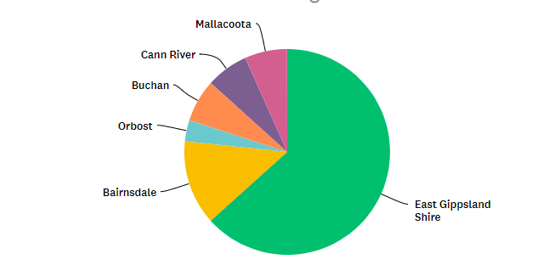 Mallacoota
Cann River
Buchan
Orbost
Bairnsdale
East Gippsland
Shire